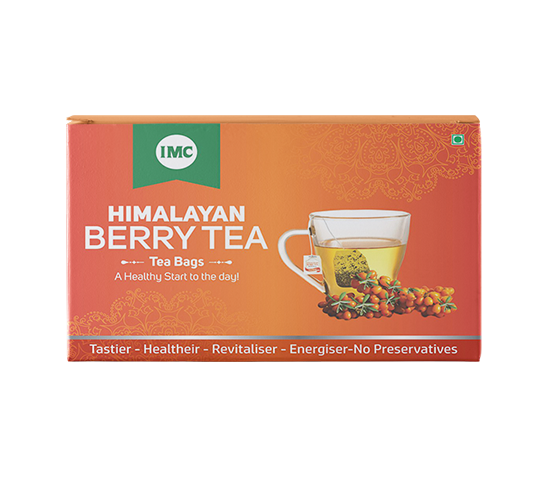 IMC
HIMALAYAN
BERRY TEA
Tea Bags
A Healthy Start to the day!
Tastier - Healtheir - Revitaliser - Energiser-No Preservatives